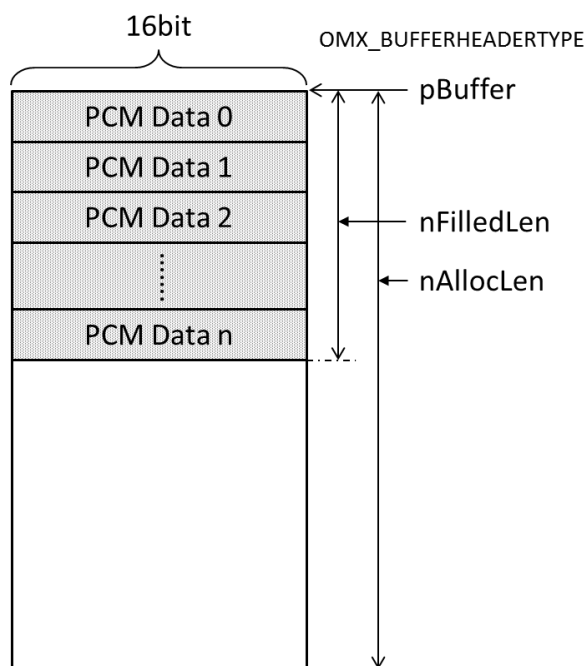 16bit
OMX_BUFFERHEADERTYPE
pBuffer
PCM Data 0
PCM Data 1
PCM Data 2
nFilledLen
nAllocLen
PCM Data n